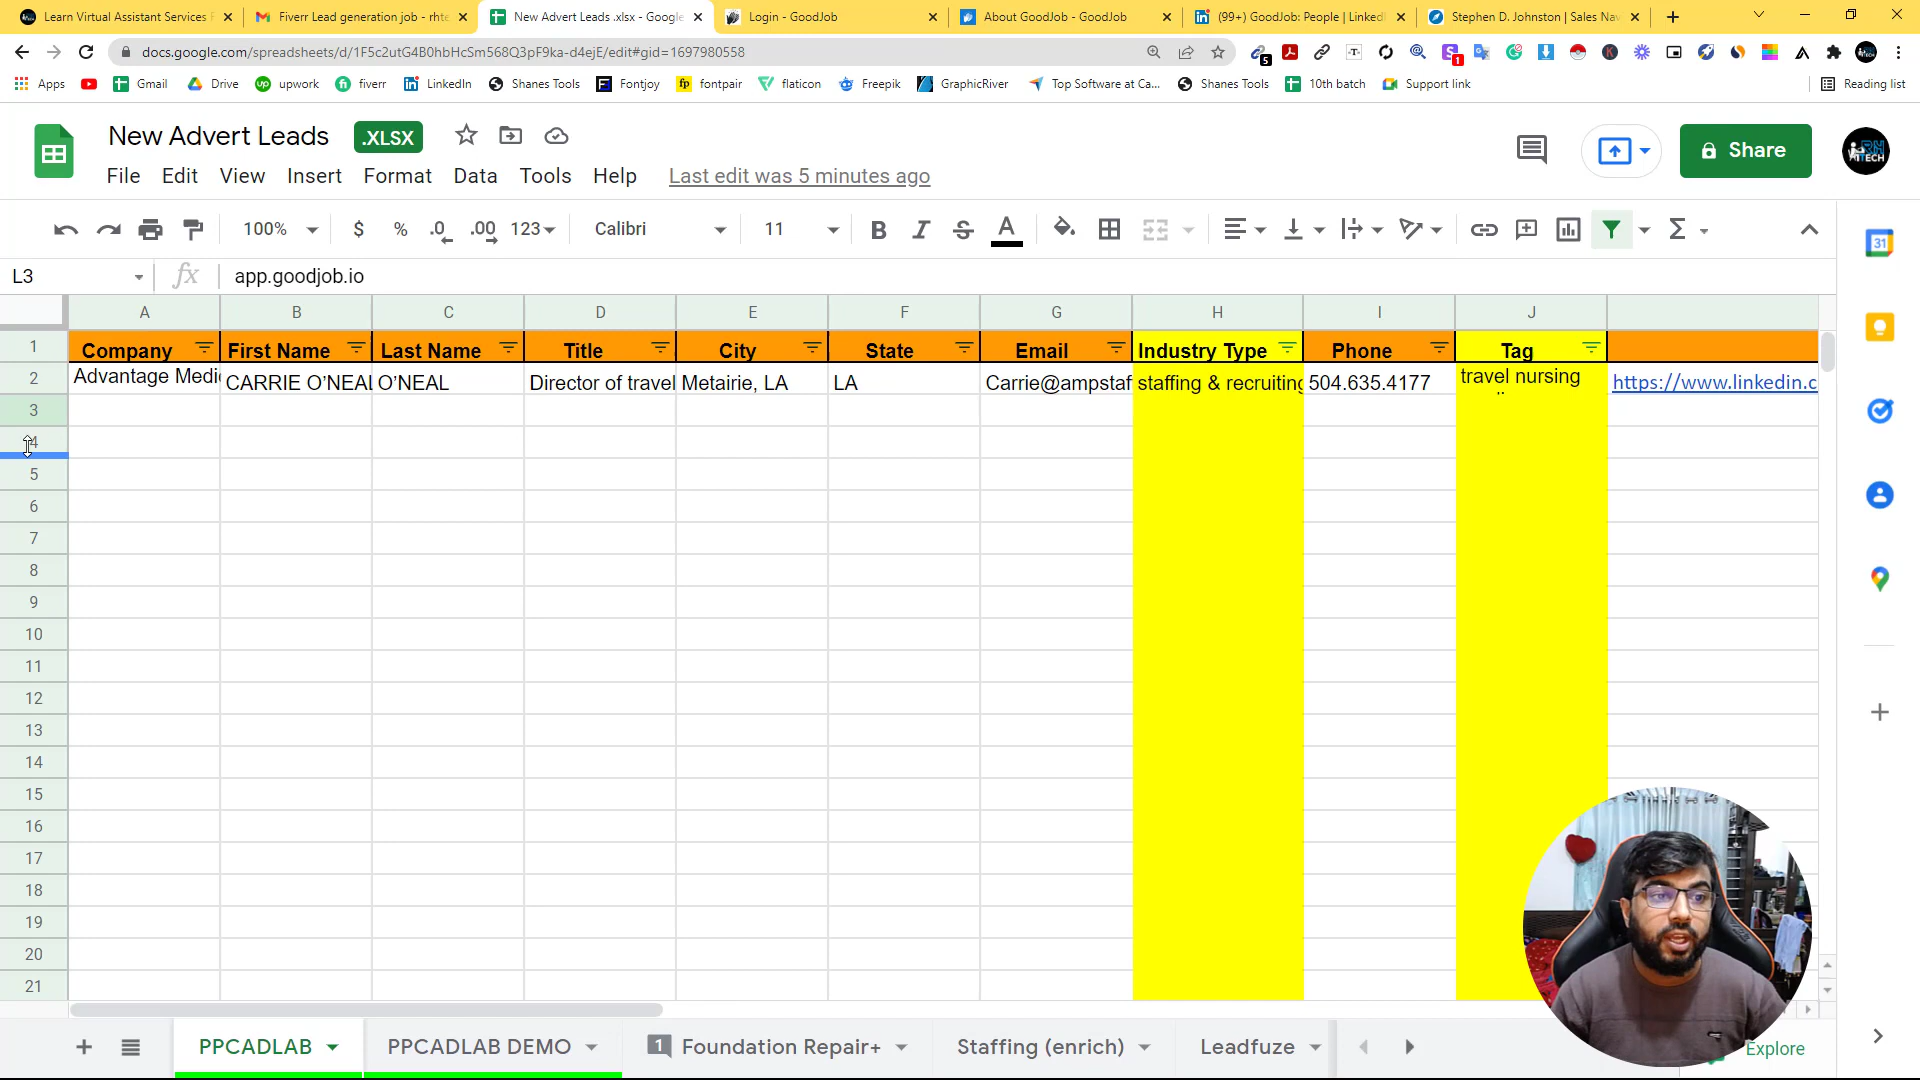 Learn Virtual Assistant Services F
Fiverr Lead generation job - rhte
New Advert Leads .xlsx - Google
Login - GoodJob
About GoodJob - GoodJob
(99+) GoodJob: People | LinkedI
Stephen D. Johnston | Sales Nav
docs.google.com/spreadsheets/d/1F5c2utG4B0hbHcSm568Q3pF9ka-d4ejE/edit#gid=1697980558
Apps
Gmail
Drive
upwork
fiverr
LinkedIn
Shanes Tools
Fontjoy
fontpair
flaticon
Freepik
GraphicRiver
Top Software at Ca...
Shanes Tools
10th batch
Support link
Reading list
New Advert Leads
.XLSX
Share
File Edit View Insert Format Data Tools Help
Last edit was 5 minutes ago
100% $ % .0 .00 123 Calibri 11 B I S A
L3 fx app.goodjob.io
A B C D E F G H I J
1 Company First Name Last Name Title City State Email Industry Type Phone Tag
2 Advantage Medi CARRIE O'NEAL O'NEAL Director of travel Metairie, LA LA Carrie@ampstaf staffing & recruiting 504.635.4177 travel nursing https://www.linkedin.c
3
4
5
6
7
8
9
10
11
12
13
14
15
16
17
18
19
20
21
PPCADLAB
PPCADLAB DEMO
1 Foundation Repair+
Staffing (enrich)
Leadfuze
Explore